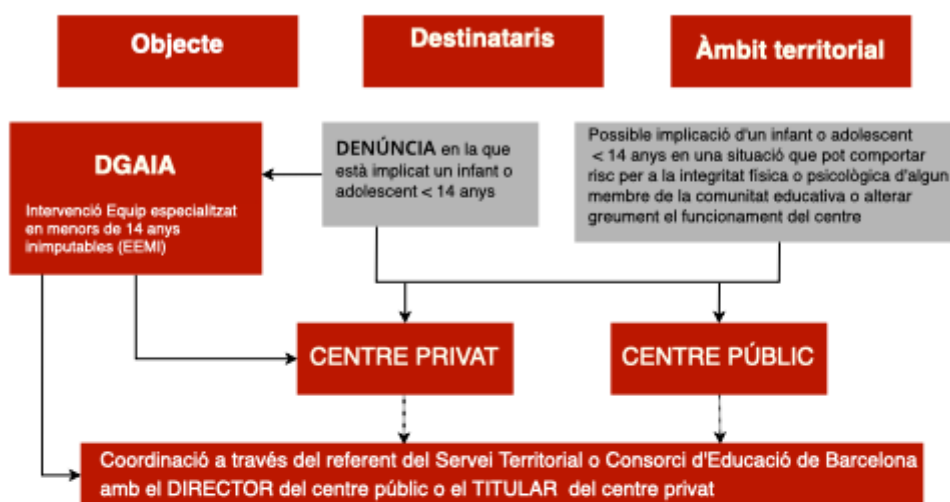 Objecte
Destinataris
Àmbit territorial
DGAIA
Intervenció Equip especialitzat
en menors de 14 anys
inimputables (EEMI)
DENÚNCIA en la que
està implicat un infant o
adolescent < 14 anys
Possible implicació d'un infant o adolescent
< 14 anys en una situació que pot comportar
risc per a la integritat física o psicològica d'algun
membre de la comunitat educativa o alterar
greument el funcionament del centre
CENTRE PRIVAT
CENTRE PÚBLIC
Coordinació a través del referent del Servei Territorial o Consorci d'Educació de Barcelona
amb el DIRECTOR del centre públic o el TITULAR del centre privat